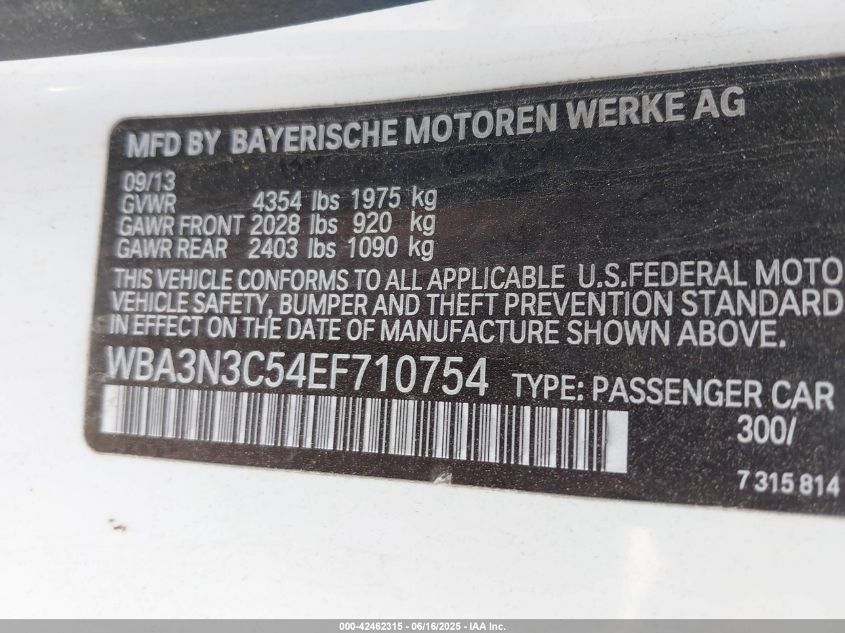 MFD BY BAYERISCHE MOTOREN WERKE AG
09/13
GVWR 4354 lbs 1975 kg
GAWR FRONT 2028 lbs 920 kg
GAWR REAR 2403 lbs 1090 kg
THIS VEHICLE CONFORMS TO ALL APPLICABLE U.S.FEDERAL MOTO
VEHICLE SAFETY, BUMPER AND THEFT PREVENTION STANDARD
IN EFFECT ON THE DATE OF MANUFACTURE SHOWN ABOVE.
WBA3N3C54EF710754 TYPE: PASSENGER CAR
300/
7 315 814
000-42462315 - 06/16/2025 - IAA Inc.